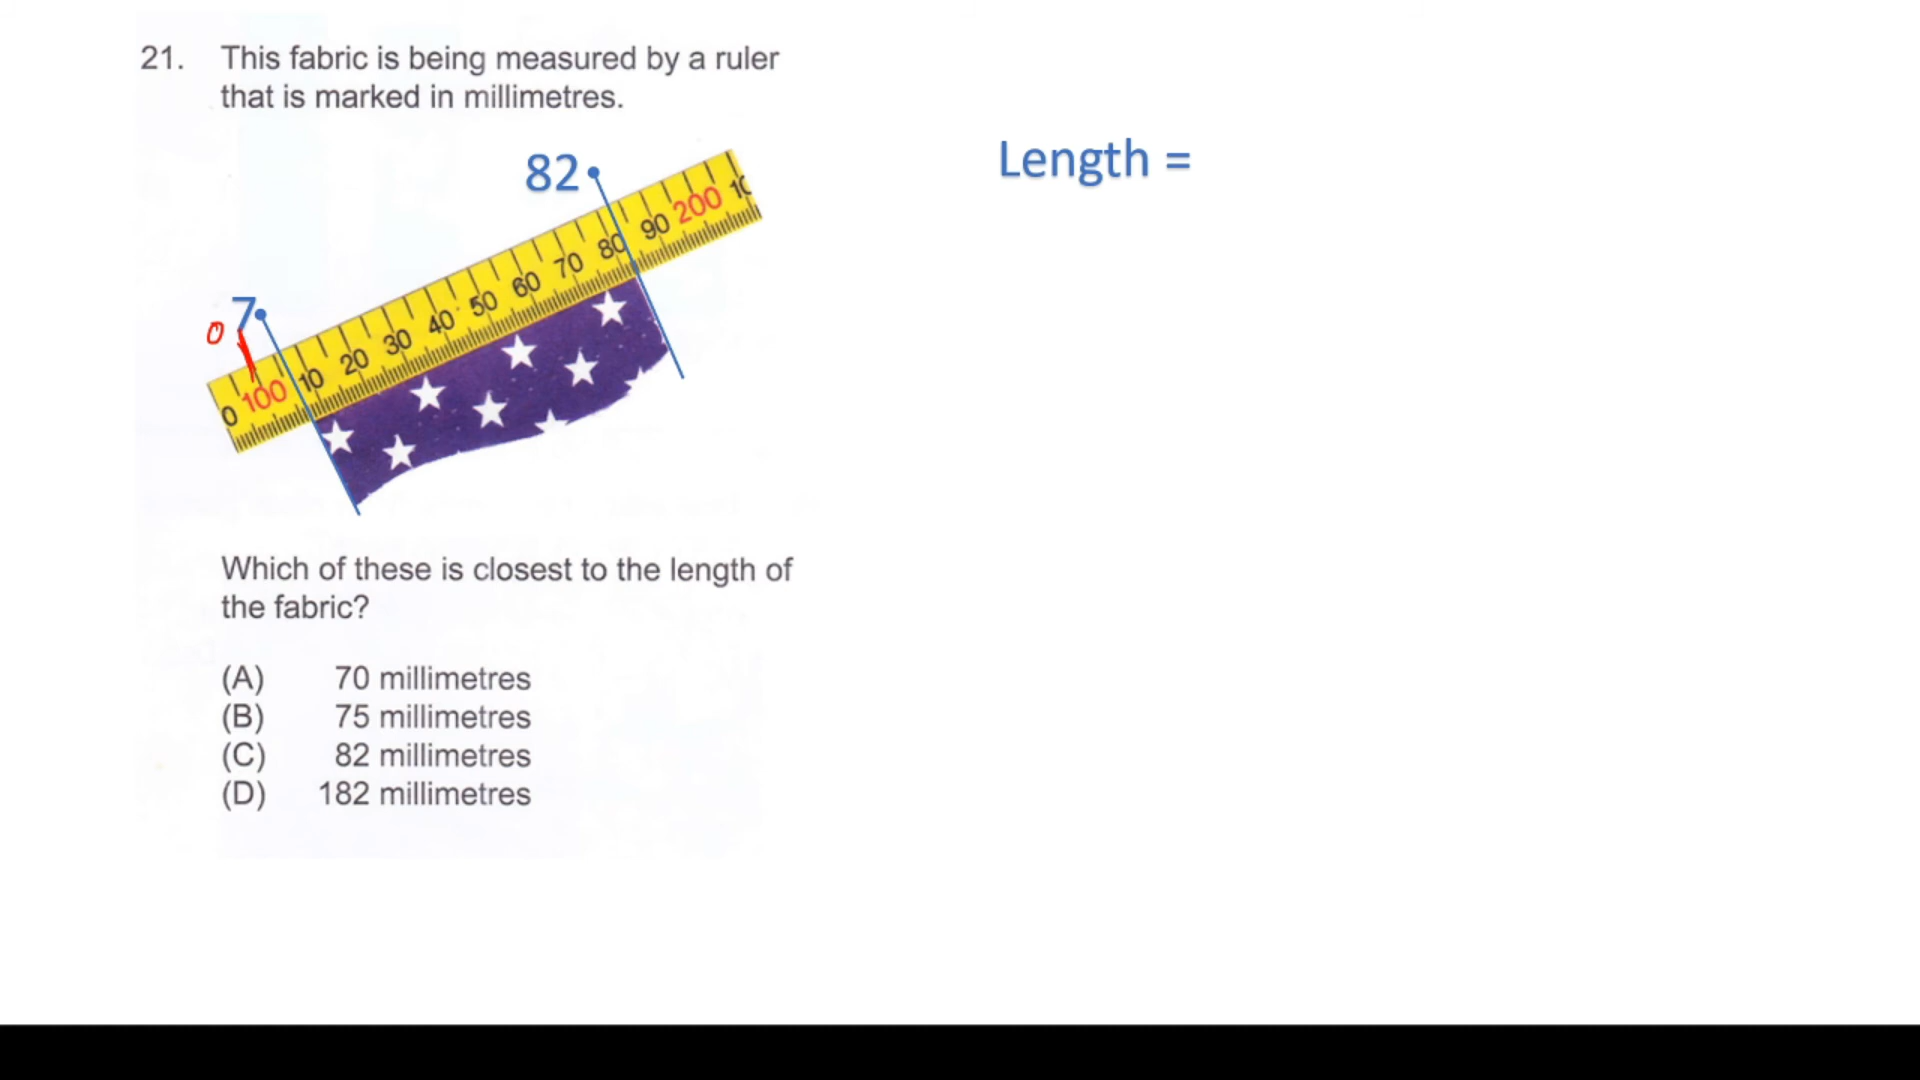 21. This fabric is being measured by a ruler
that is marked in millimetres.
Length =
82
7
0
0 100 10 20 30 40 50 60 70 80 90 200 10
Which of these is closest to the length of
the fabric?
(A) 70 millimetres
(B) 75 millimetres
(C) 82 millimetres
(D) 182 millimetres